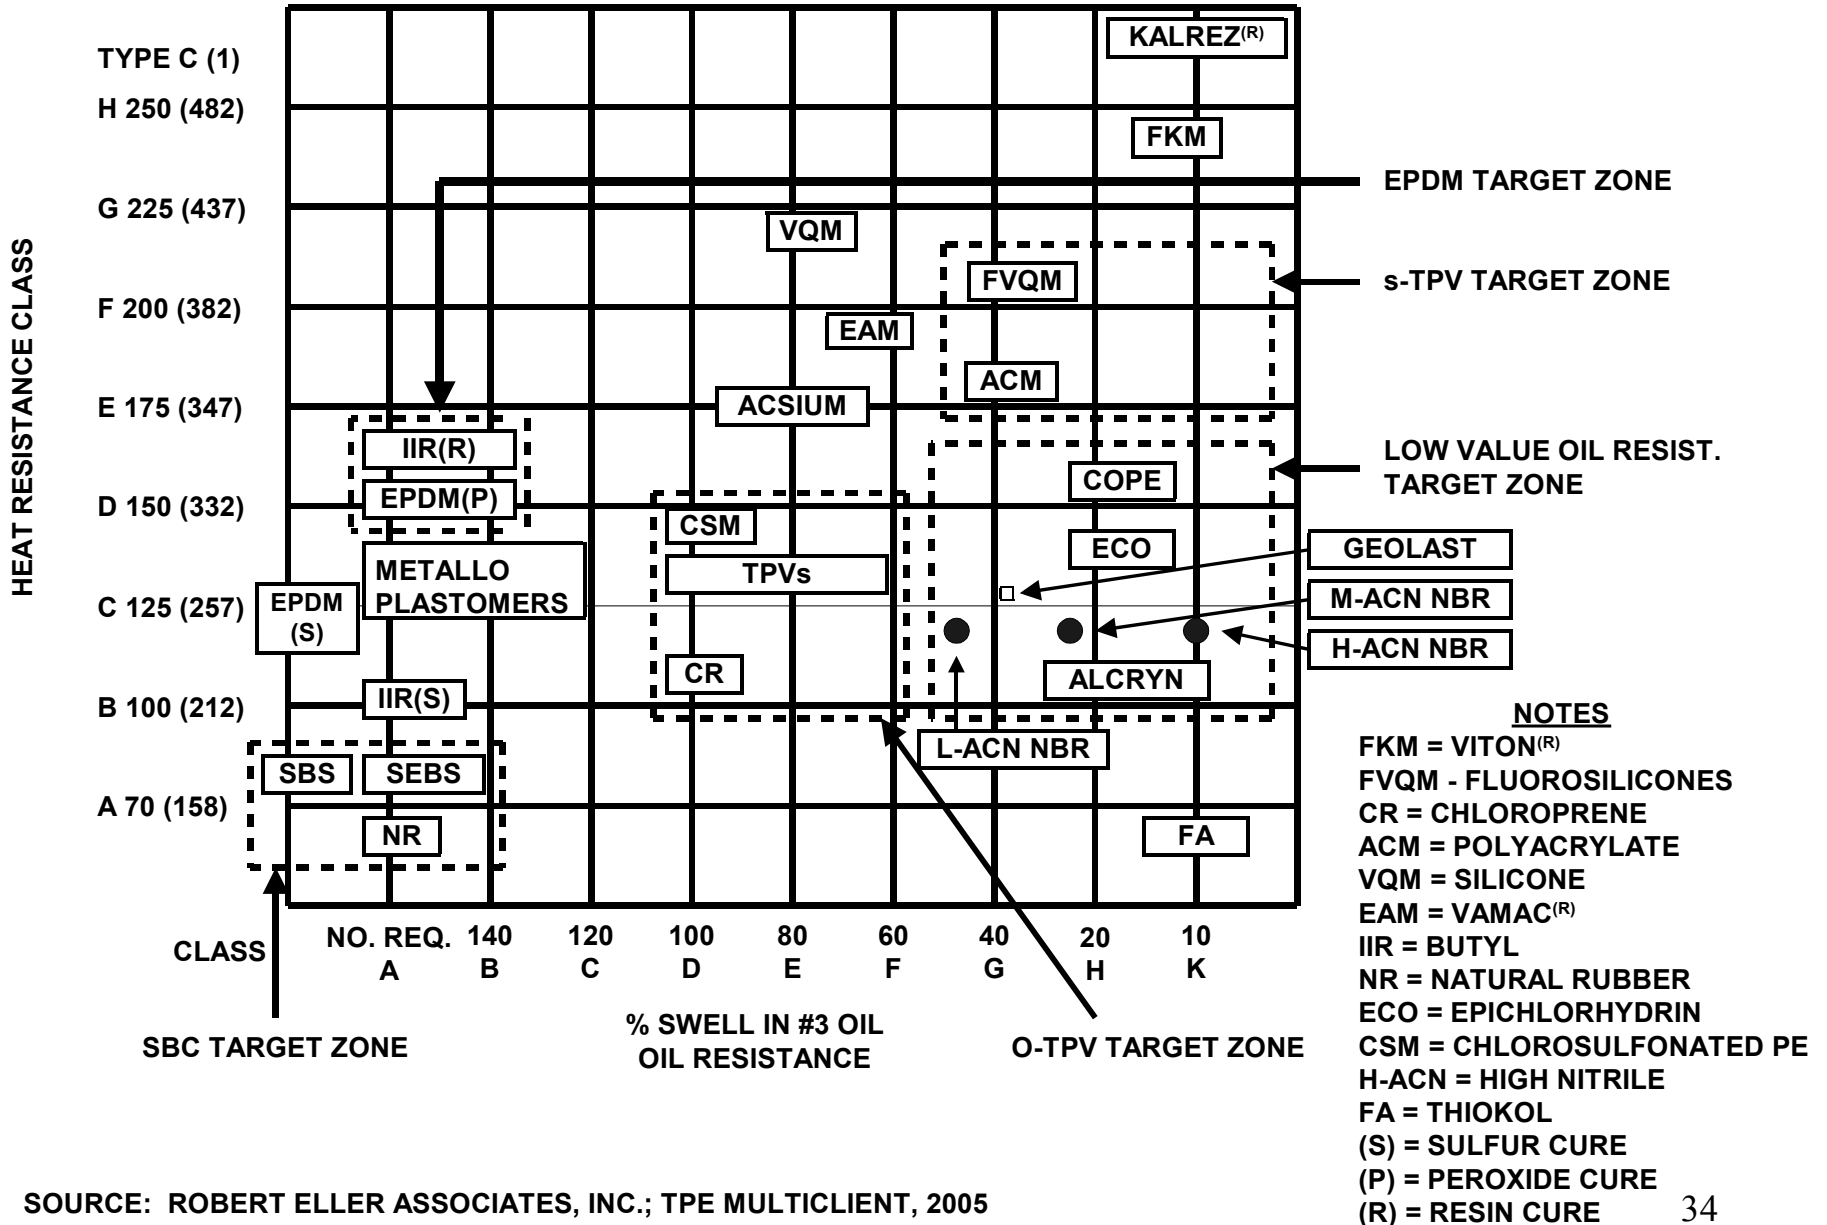 KALREZ(R)
TYPE C (1)
H 250 (482)
FKM
EPDM TARGET ZONE
G 225 (437)
VQM
FVQM
s-TPV TARGET ZONE
F 200 (382)
EAM
ACM
E 175 (347)
ACSIUM
HEAT RESISTANCE CLASS
IIR(R)
LOW VALUE OIL RESIST.
TARGET ZONE
COPE
EPDM(P)
D 150 (332)
CSM
ECO
GEOLAST
METALLO
PLASTOMERS
TPVs
EPDM
(S)
C 125 (257)
M-ACN NBR
H-ACN NBR
CR
ALCRYN
IIR(S)
B 100 (212)
L-ACN NBR
SBS
SEBS
A 70 (158)
NR
FA
CLASS
NO. REQ. 140 120 100 80 60 40 20 10
A B C D E F G H K
% SWELL IN #3 OIL
OIL RESISTANCE
SBC TARGET ZONE
O-TPV TARGET ZONE
NOTES
FKM = VITON(R)
FVQM - FLUOROSILICONES
CR = CHLOROPRENE
ACM = POLYACRYLATE
VQM = SILICONE
EAM = VAMAC(R)
IIR = BUTYL
NR = NATURAL RUBBER
ECO = EPICHLORHYDRIN
CSM = CHLOROSULFONATED PE
H-ACN = HIGH NITRILE
FA = THIOKOL
(S) = SULFUR CURE
(P) = PEROXIDE CURE
(R) = RESIN CURE
SOURCE: ROBERT ELLER ASSOCIATES, INC.; TPE MULTICLIENT, 2005
34